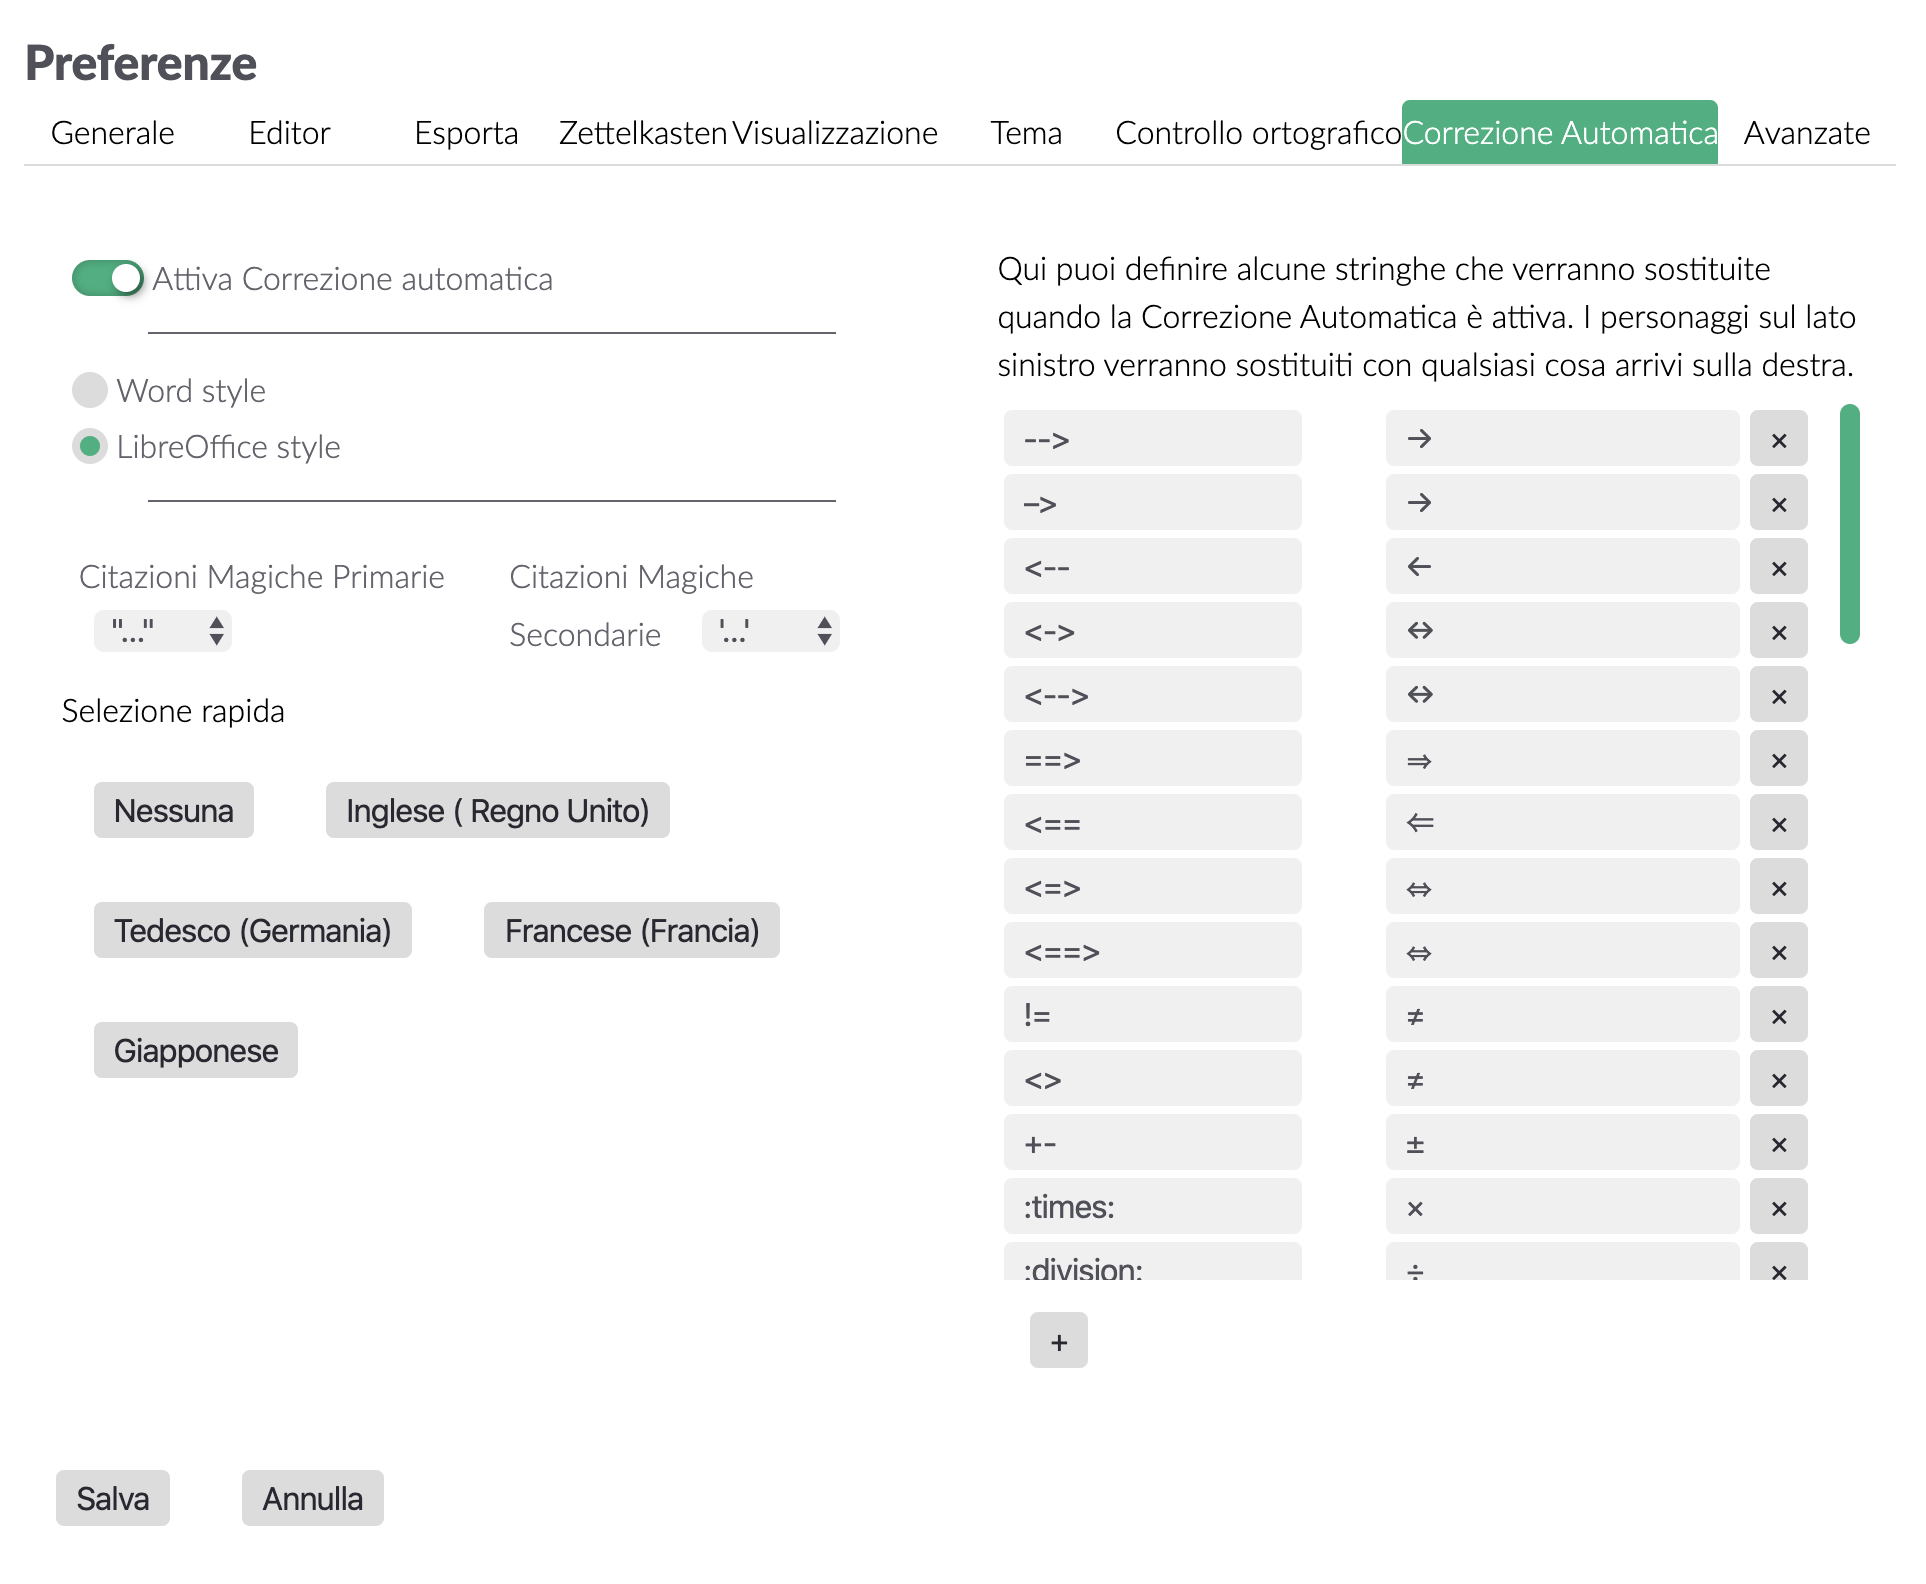 Preferenze
Generale Editor Esporta Zettelkasten Visualizzazione Tema Controllo ortografico Correzione Automatica Avanzate
Attiva Correzione automatica
Word style
LibreOffice style
Citazioni Magiche Primarie
"…"
Citazioni Magiche
Secondarie
'…'
Selezione rapida
Nessuna Inglese ( Regno Unito)
Tedesco (Germania) Francese (Francia)
Giapponese
Qui puoi definire alcune stringhe che verranno sostituite
quando la Correzione Automatica è attiva. I personaggi sul lato
sinistro verranno sostituiti con qualsiasi cosa arrivi sulla destra.
--> → ×
–> → ×
<-- ← ×
<-> ↔ ×
<--> ↔ ×
==> ⇒ ×
<== ⇐ ×
<=> ⇔ ×
<==> ⇔ ×
!= ≠ ×
<> ≠ ×
+- ± ×
:times: × ×
:division: ÷ ×
+
Salva Annulla